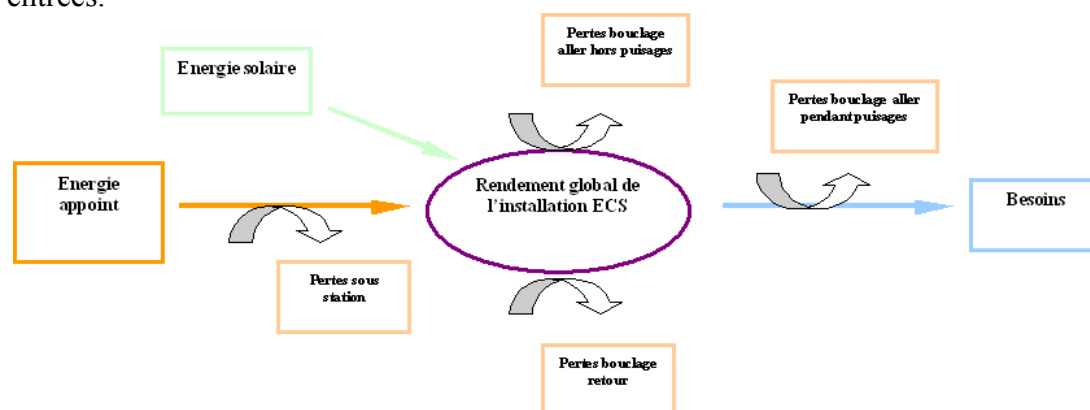 entrées.
Pertes bouclage
aller hors puisages
Energie solaire
Pertes bouclage aller
pendant puisages
Energie
appoint
Rendement global de
l'installation ECS
Besoins
Pertes sous
station
Pertes bouclage
retour